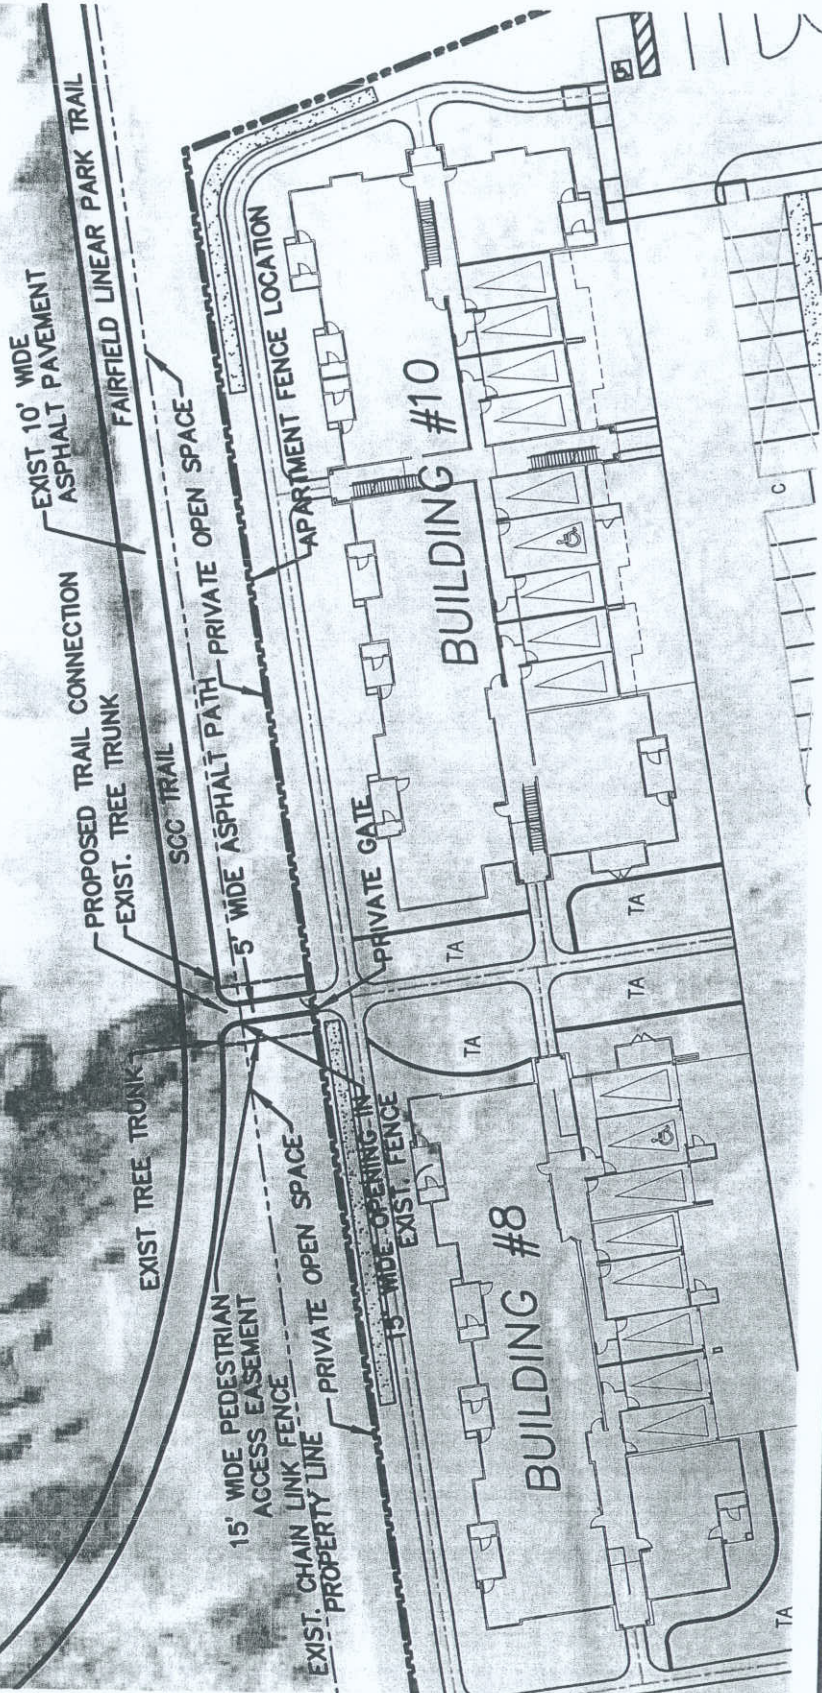 EXIST 10' WIDE
ASPHALT PAVEMENT
FAIRFIELD LINEAR PARK TRAIL
PROPOSED TRAIL CONNECTION
EXIST. TREE TRUNK
SCC TRAIL
5' WIDE ASPHALT PATH
PRIVATE OPEN SPACE
APARTMENT FENCE LOCATION
PRIVATE GATE
EXIST TREE TRUNK
15' WIDE PEDESTRIAN
ACCESS EASEMENT
EXIST. CHAIN LINK FENCE
PROPERTY LINE
PRIVATE OPEN SPACE
15' WIDE OPENING IN
EXIST. FENCE
BUILDING #10
BUILDING #8
TA
TA
TA
TA
TA
C